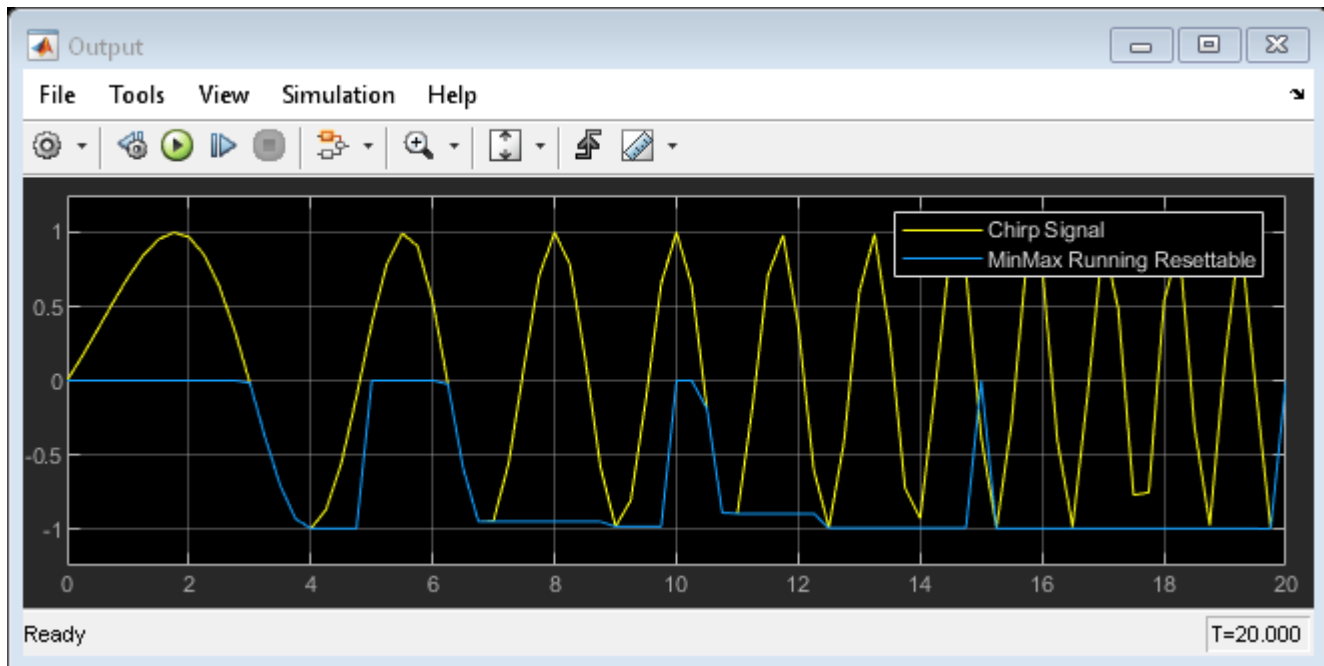 Output
File Tools View Simulation Help
Chirp Signal
MinMax Running Resettable
1
0.5
0
-0.5
-1
0 2 4 6 8 10 12 14 16 18 20
Ready T=20.000